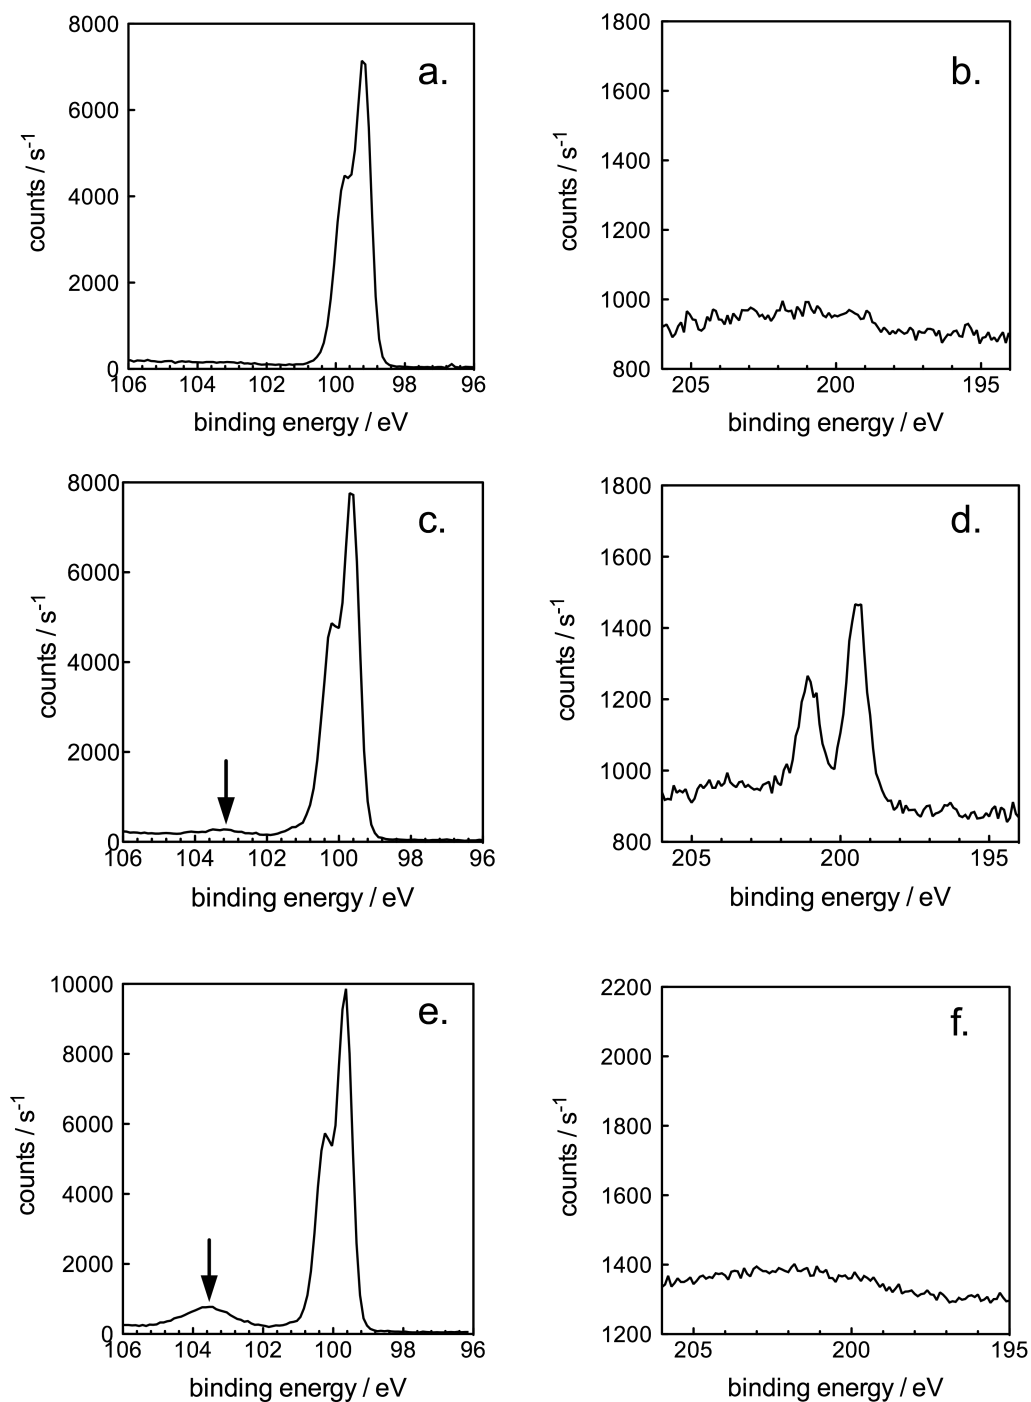 8000
6000
4000
2000
0
106 104 102 100 98 96
binding energy / eV
counts / s-1
a.
1800
1600
1400
1200
1000
800
205 200 195
binding energy / eV
counts / s-1
b.
8000
6000
4000
2000
0
106 104 102 100 98 96
binding energy / eV
counts / s-1
c.
1800
1600
1400
1200
1000
800
205 200 195
binding energy / eV
counts / s-1
d.
10000
8000
6000
4000
2000
0
106 104 102 100 98 96
binding energy / eV
counts / s-1
e.
2200
2000
1800
1600
1400
1200
205 200 195
binding energy / eV
counts / s-1
f.